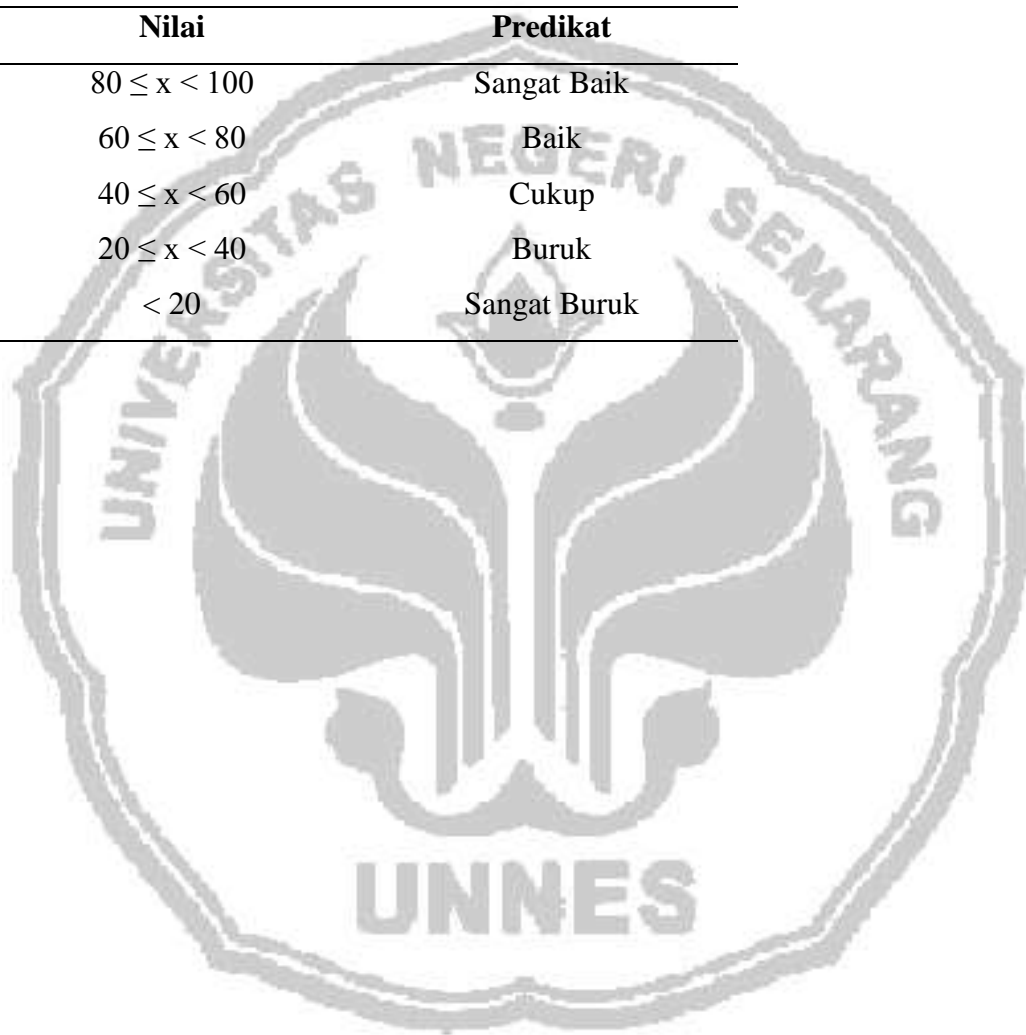 Nilai Predikat
80 ≤ x < 100 Sangat Baik
60 ≤ x < 80 Baik
40 ≤ x < 60 Cukup
20 ≤ x < 40 Buruk
< 20 Sangat Buruk
UNIVERSITAS NEGERI SEMARANG
UNNES